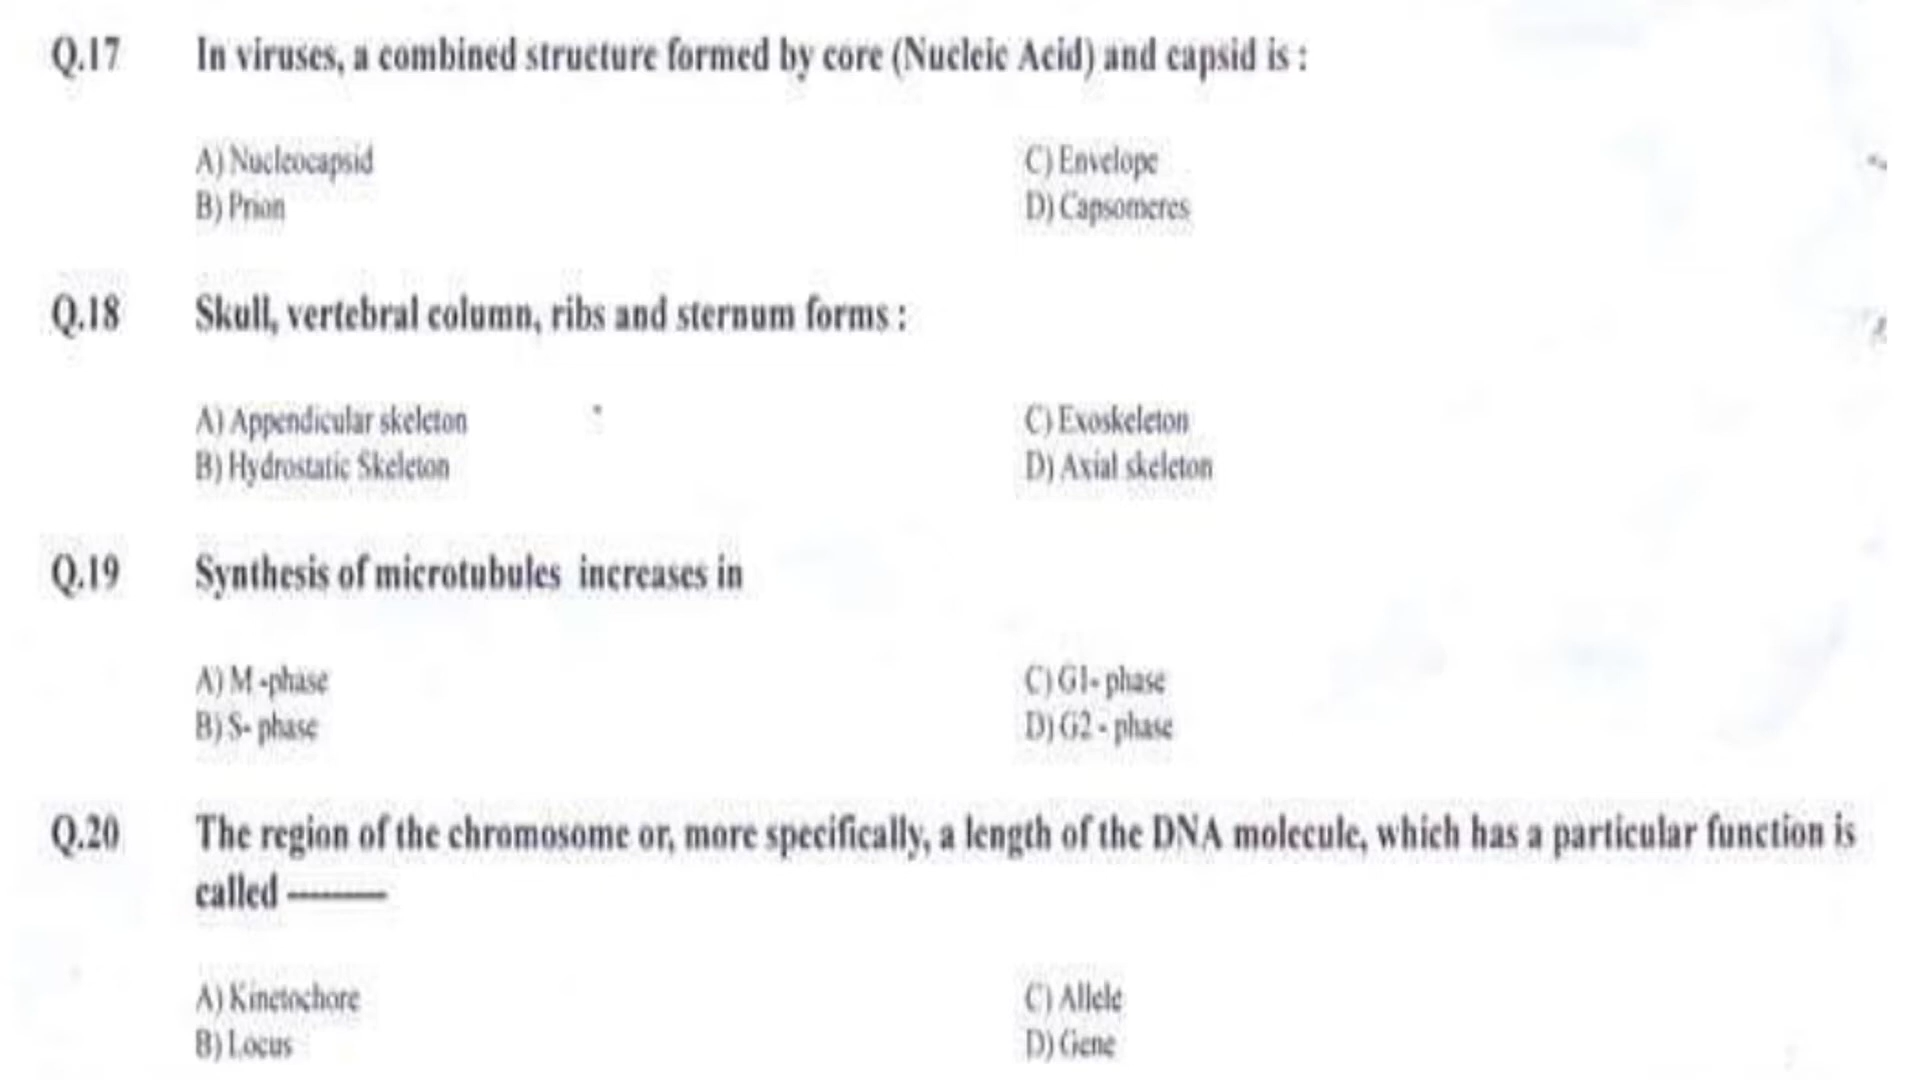 Q.17 In viruses, a combined structure formed by core (Nucleic Acid) and capsid is :
A) Nucleocapsid C) Envelope
B) Prion D) Capsomeres
Q.18 Skull, vertebral column, ribs and sternum forms :
A) Appendicular skeleton C) Exoskeleton
B) Hydrostatic Skeleton D) Axial skeleton
Q.19 Synthesis of microtubules increases in
A) M -phase C) G1- phase
B) S- phase D) G2 - phase
Q.20 The region of the chromosome or, more specifically, a length of the DNA molecule, which has a particular function is
called ———
A) Kinetochore C) Allele
B) Locus D) Gene